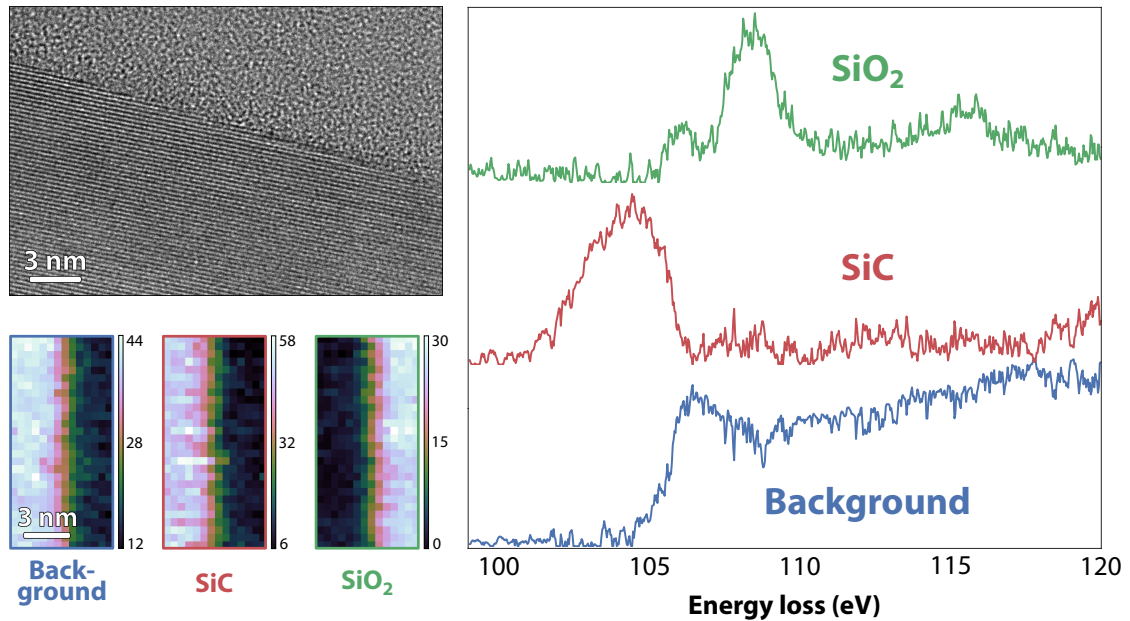 3 nm
SiO₂
SiC
Background
100
105
110
115
120
Energy loss (eV)
44
28
12
3 nm
Back-
ground
58
32
6
SiC
30
15
0
SiO₂